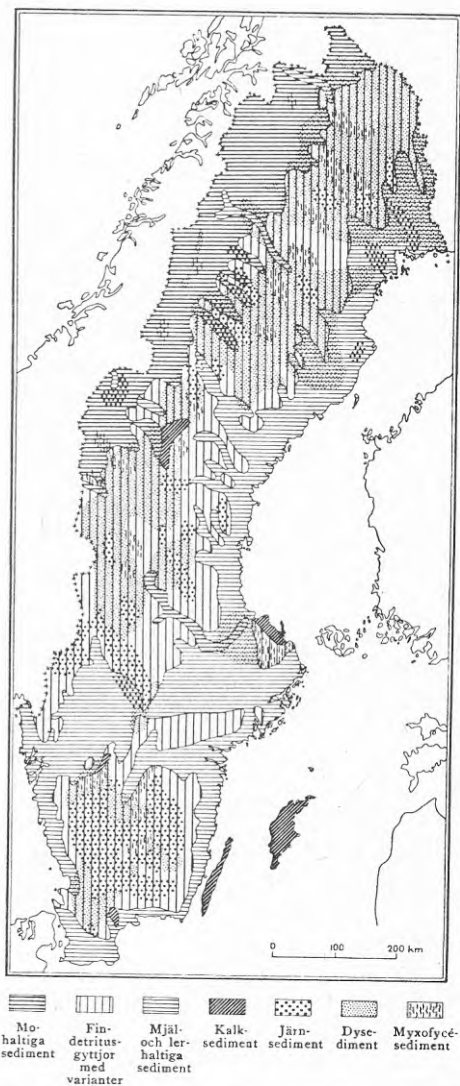 0 100 200 km
Mo-
haltiga
sediment
Fin-
detritus-
gyttjor
med
varianter
Mjäl-
och ler-
haltiga
sediment
Kalk-
sediment
Järn-
sediment
Dyse-
diment
Myxofycé-
sediment